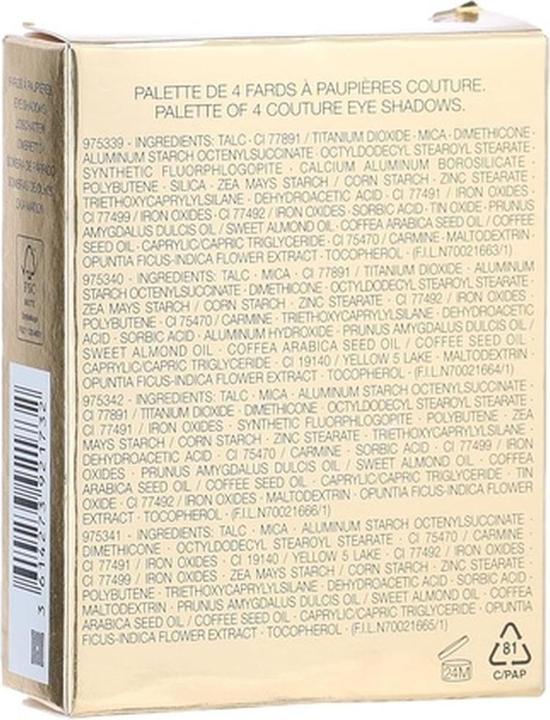 PALETTE DE 4 FARDS À PAUPIÈRES COUTURE.
PALETTE OF 4 COUTURE EYE SHADOWS.
975339 - INGREDIENTS: TALC · CI 77891 / TITANIUM DIOXIDE · MICA · DIMETHICONE ·
ALUMINUM STARCH OCTENYLSUCCINATE · OCTYLDODECYL STEAROYL STEARATE ·
SYNTHETIC FLUORPHLOGOPITE · CALCIUM ALUMINUM BOROSILICATE ·
POLYBUTENE · SILICA · ZEA MAYS STARCH / CORN STARCH · ZINC STEARATE ·
TRIETHOXYCAPRYLYLSILANE · DEHYDROACETIC ACID · CI 77491 / IRON OXIDES ·
CI 77499 / IRON OXIDES · CI 77492 / IRON OXIDES · SORBIC ACID · TIN OXIDE · PRUNUS
AMYGDALUS DULCIS OIL / SWEET ALMOND OIL · COFFEA ARABICA SEED OIL / COFFEE
SEED OIL · CAPRYLIC/CAPRIC TRIGLYCERIDE · CI 75470 / CARMINE · MALTODEXTRIN ·
OPUNTIA FICUS-INDICA FLOWER EXTRACT · TOCOPHEROL · (F.I.L.N70021663/1)
975340 - INGREDIENTS: TALC · MICA · CI 77891 / TITANIUM DIOXIDE · ALUMINUM
STARCH OCTENYLSUCCINATE · DIMETHICONE · OCTYLDODECYL STEAROYL STEARATE ·
ZEA MAYS STARCH / CORN STARCH · ZINC STEARATE · CI 77492 / IRON OXIDES ·
POLYBUTENE · CI 75470 / CARMINE · TRIETHOXYCAPRYLYLSILANE · DEHYDROACETIC
ACID · SORBIC ACID · ALUMINUM HYDROXIDE · PRUNUS AMYGDALUS DULCIS OIL /
SWEET ALMOND OIL · COFFEA ARABICA SEED OIL / COFFEE SEED OIL ·
CAPRYLIC/CAPRIC TRIGLYCERIDE · CI 19140 / YELLOW 5 LAKE · MALTODEXTRIN ·
OPUNTIA FICUS-INDICA FLOWER EXTRACT · TOCOPHEROL · (F.I.L.N70021664/1)
975342 - INGREDIENTS: TALC · MICA · ALUMINUM STARCH OCTENYLSUCCINATE ·
CI 77891 / TITANIUM DIOXIDE · DIMETHICONE · OCTYLDODECYL STEAROYL STEARATE ·
CI 77491 / IRON OXIDES · SYNTHETIC FLUORPHLOGOPITE · POLYBUTENE · ZEA
MAYS STARCH / CORN STARCH · ZINC STEARATE · TRIETHOXYCAPRYLYLSILANE ·
DEHYDROACETIC ACID · CI 75470 / CARMINE · SORBIC ACID · CI 77499 / IRON
OXIDES · PRUNUS AMYGDALUS DULCIS OIL / SWEET ALMOND OIL · COFFEA
ARABICA SEED OIL / COFFEE SEED OIL · CAPRYLIC/CAPRIC TRIGLYCERIDE · TIN
OXIDE · CI 77492 / IRON OXIDES · MALTODEXTRIN · OPUNTIA FICUS-INDICA FLOWER
EXTRACT · TOCOPHEROL · (F.I.L.N70021666/1)
975341 - INGREDIENTS: TALC · MICA · ALUMINUM STARCH OCTENYLSUCCINATE ·
DIMETHICONE · OCTYLDODECYL STEAROYL STEARATE · CI 75470 / CARMINE ·
CI 77491 / IRON OXIDES · CI 19140 / YELLOW 5 LAKE · CI 77492 / IRON OXIDES ·
CI 77499 / IRON OXIDES · ZEA MAYS STARCH / CORN STARCH · ZINC STEARATE ·
POLYBUTENE · TRIETHOXYCAPRYLYLSILANE · DEHYDROACETIC ACID · SORBIC ACID ·
MALTODEXTRIN · PRUNUS AMYGDALUS DULCIS OIL / SWEET ALMOND OIL · COFFEA
ARABICA SEED OIL / COFFEE SEED OIL · CAPRYLIC/CAPRIC TRIGLYCERIDE · OPUNTIA
FICUS-INDICA FLOWER EXTRACT · TOCOPHEROL · (F.I.L.N70021665/1)
24M
81
C/PAP
FARDS À PAUPIÈRES
EYE SHADOWS
LIDSCHATTEN
OMBRETTO
FSC
3 614273 921732